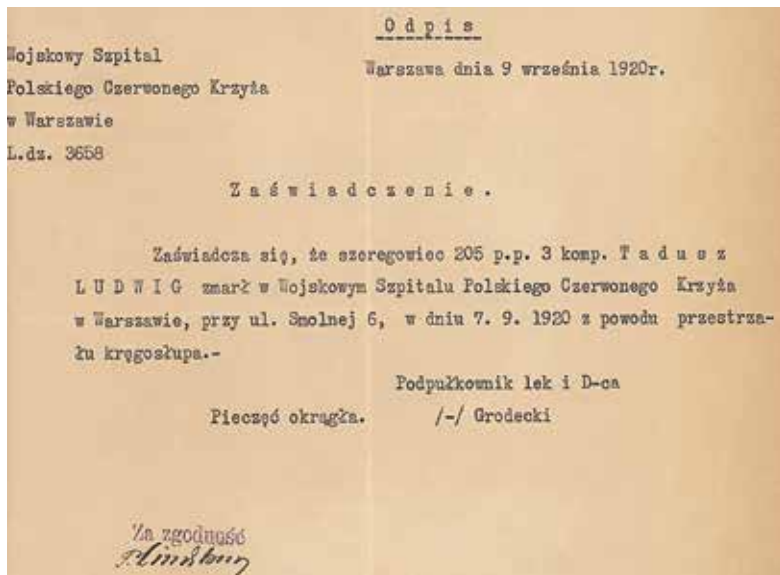 Odpis
Wojskowy Szpital
Polskiego Czerwonego Krzyża
w Warszawie
L.dz. 3658
Warszawa dnia 9 września 1920r.
Zaświadczenie.
Zaświadcza się, że szeregowiec 205 p.p. 3 komp. Tadusz
LUDWIG zmarł w Wojskowym Szpitalu Polskiego Czerwonego Krzyża
w Warszawie, przy ul. Smolnej 6, w dniu 7. 9. 1920 z powodu przestrza-
łu kręgosłupa.-
Podpułkownik lek i D-ca
Pieczęć okrągła. /-/ Grodecki
Za zgodność